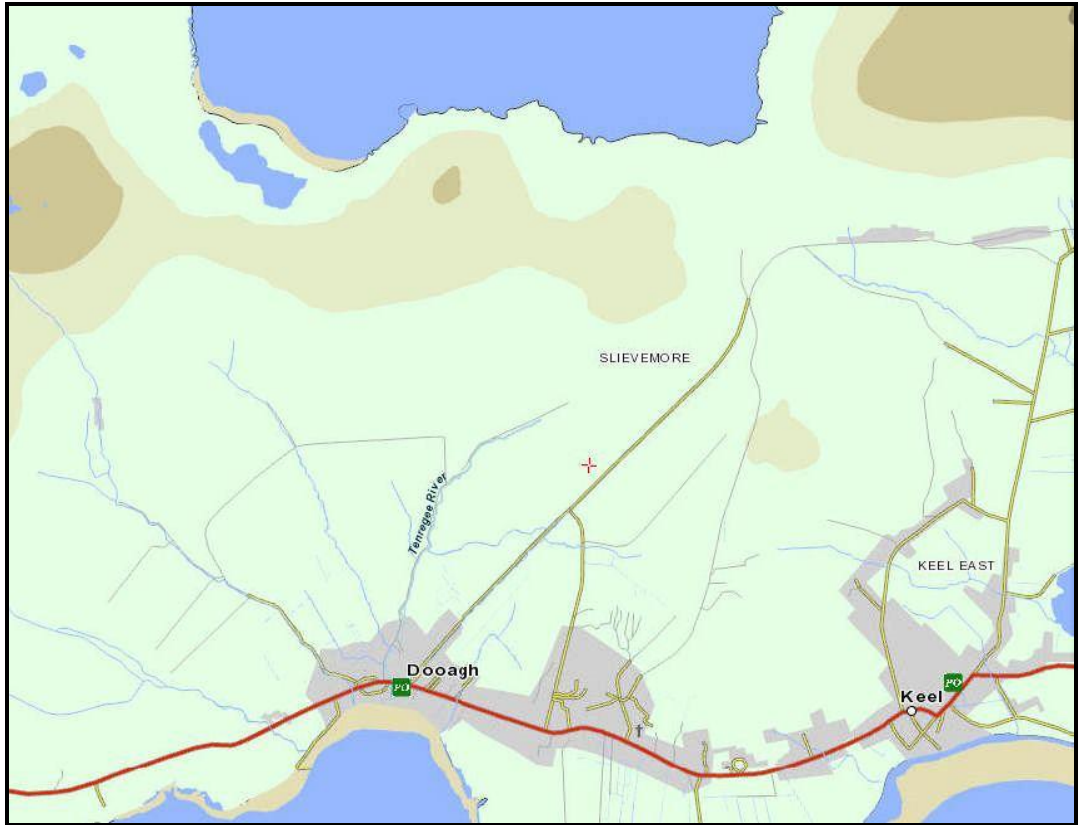 SLIEVEMORE
Tenregee River
KEEL EAST
Dooagh
PO
PO
Keel